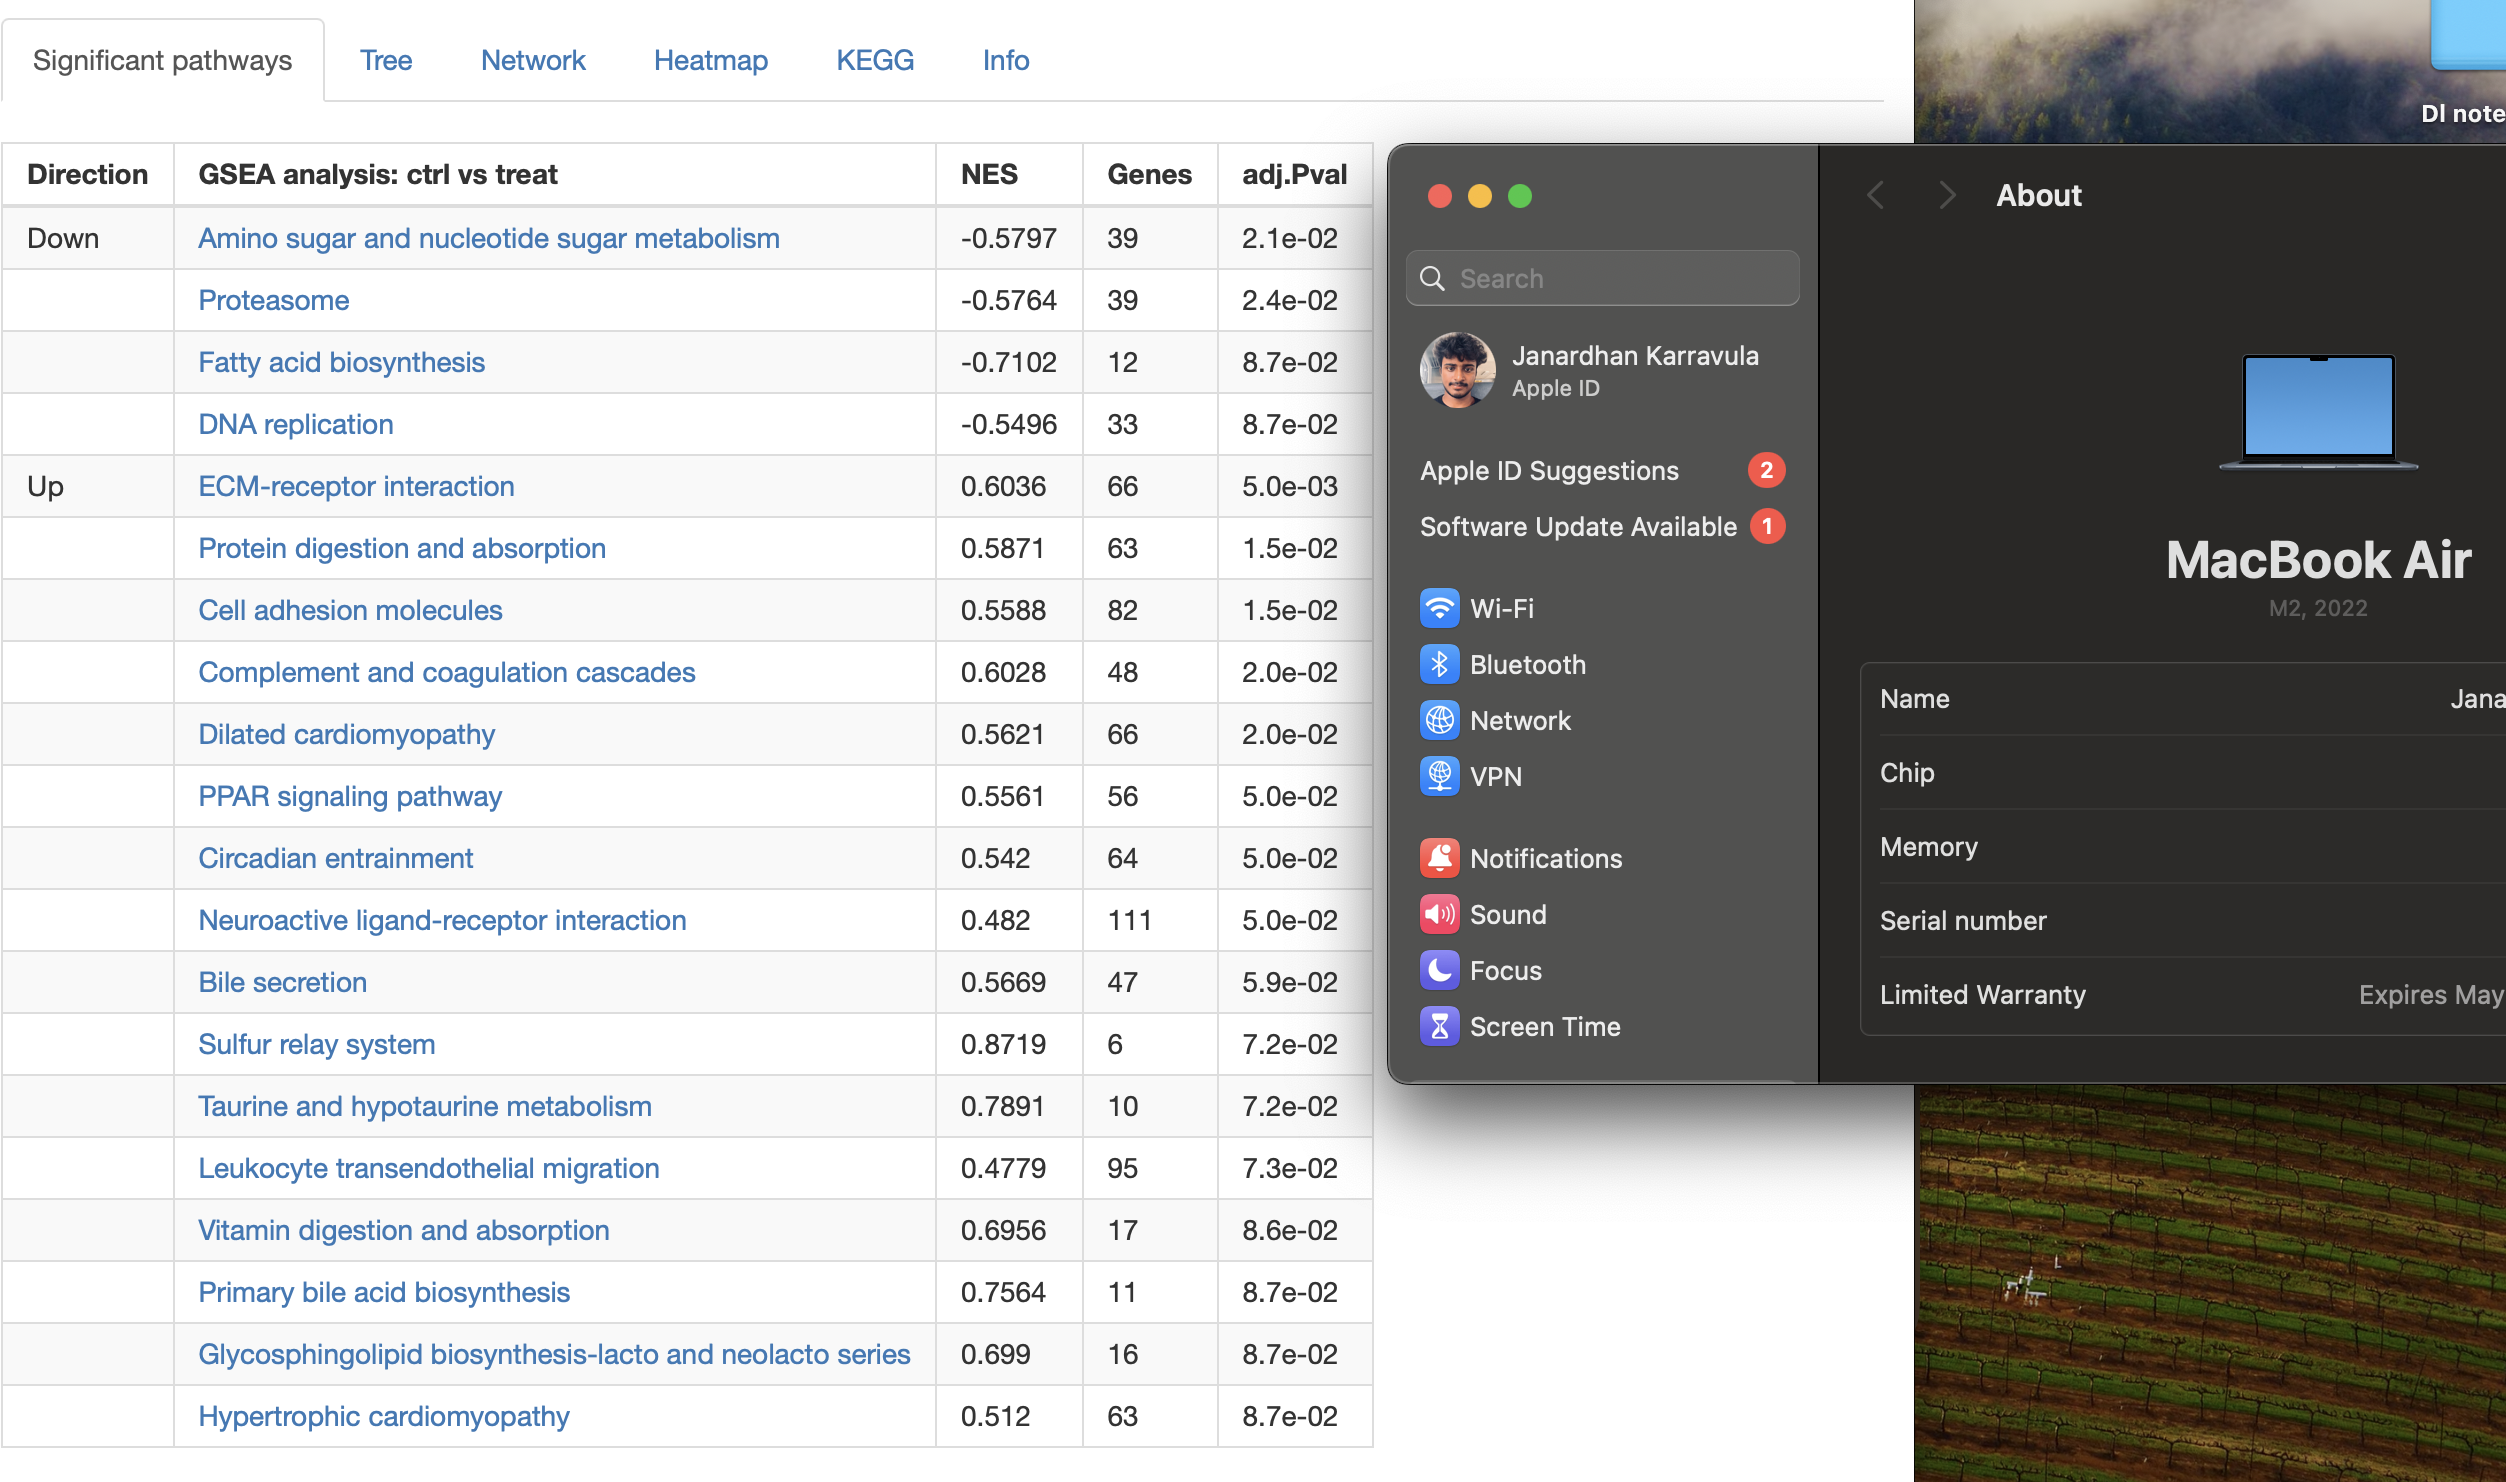 Significant pathways Tree Network Heatmap KEGG Info
Direction GSEA analysis: ctrl vs treat NES Genes adj.Pval
Down Amino sugar and nucleotide sugar metabolism -0.5797 39 2.1e-02
Proteasome -0.5764 39 2.4e-02
Fatty acid biosynthesis -0.7102 12 8.7e-02
DNA replication -0.5496 33 8.7e-02
Up ECM-receptor interaction 0.6036 66 5.0e-03
Protein digestion and absorption 0.5871 63 1.5e-02
Cell adhesion molecules 0.5588 82 1.5e-02
Complement and coagulation cascades 0.6028 48 2.0e-02
Dilated cardiomyopathy 0.5621 66 2.0e-02
PPAR signaling pathway 0.5561 56 5.0e-02
Circadian entrainment 0.542 64 5.0e-02
Neuroactive ligand-receptor interaction 0.482 111 5.0e-02
Bile secretion 0.5669 47 5.9e-02
Sulfur relay system 0.8719 6 7.2e-02
Taurine and hypotaurine metabolism 0.7891 10 7.2e-02
Leukocyte transendothelial migration 0.4779 95 7.3e-02
Vitamin digestion and absorption 0.6956 17 8.6e-02
Primary bile acid biosynthesis 0.7564 11 8.7e-02
Glycosphingolipid biosynthesis-lacto and neolacto series 0.699 16 8.7e-02
Hypertrophic cardiomyopathy 0.512 63 8.7e-02
Dl note
Search
Janardhan Karravula
Apple ID
Apple ID Suggestions 2
Software Update Available 1
Wi-Fi
Bluetooth
Network
VPN
Notifications
Sound
Focus
Screen Time
About
MacBook Air
M2, 2022
Name Jana
Chip
Memory
Serial number
Limited Warranty Expires May